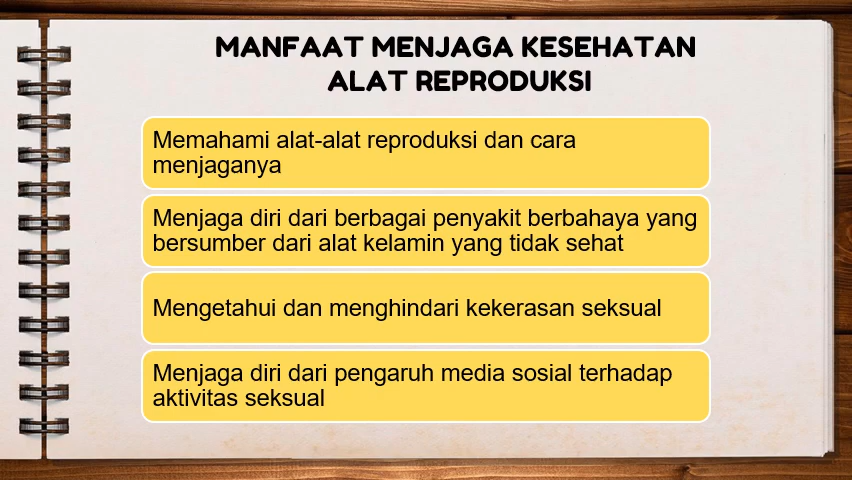 MANFAAT MENJAGA KESEHATAN
ALAT REPRODUKSI
Memahami alat-alat reproduksi dan cara
menjaganya
Menjaga diri dari berbagai penyakit berbahaya yang
bersumber dari alat kelamin yang tidak sehat
Mengetahui dan menghindari kekerasan seksual
Menjaga diri dari pengaruh media sosial terhadap
aktivitas seksual